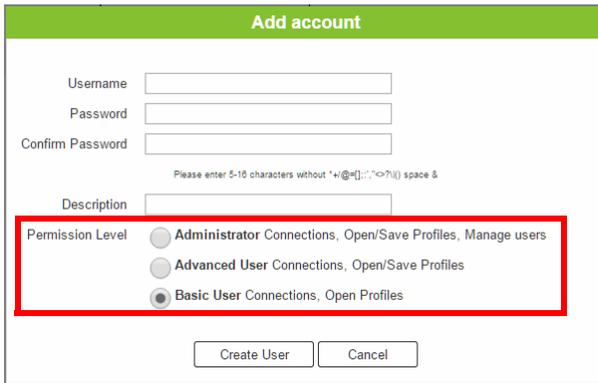 Add account
Username
Password
Confirm Password
Please enter 5-16 characters without
Description
Permission Level
Administrator Connections, Open/Save Profiles, Manage users
Advanced User Connections, Open/Save Profiles
Basic User Connections, Open Profiles
Create User Cancel